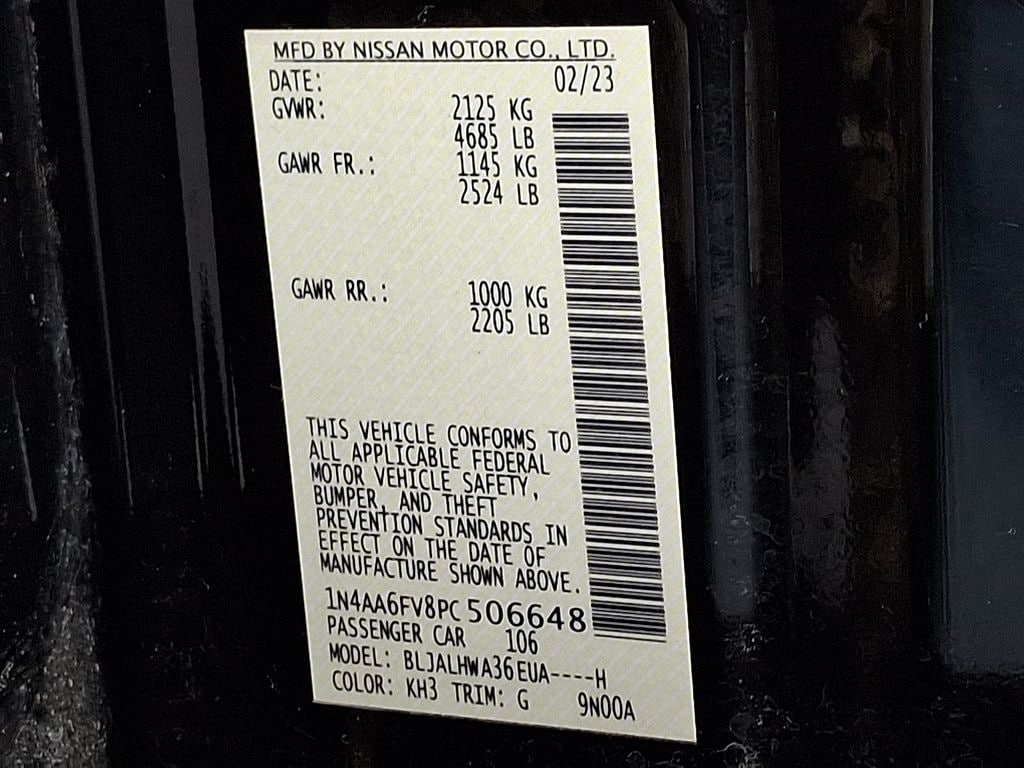 MFD BY NISSAN MOTOR CO., LTD.
DATE: 02/23
GVWR: 2125 KG
4685 LB
GAWR FR.: 1145 KG
2524 LB
GAWR RR.: 1000 KG
2205 LB
THIS VEHICLE CONFORMS TO
ALL APPLICABLE FEDERAL
MOTOR VEHICLE SAFETY,
BUMPER, AND THEFT
PREVENTION STANDARDS IN
EFFECT ON THE DATE OF
MANUFACTURE SHOWN ABOVE.
1N4AA6FV8PC506648
PASSENGER CAR 106
MODEL: BLJALHWA36EUA----H
COLOR: KH3 TRIM: G 9N00A